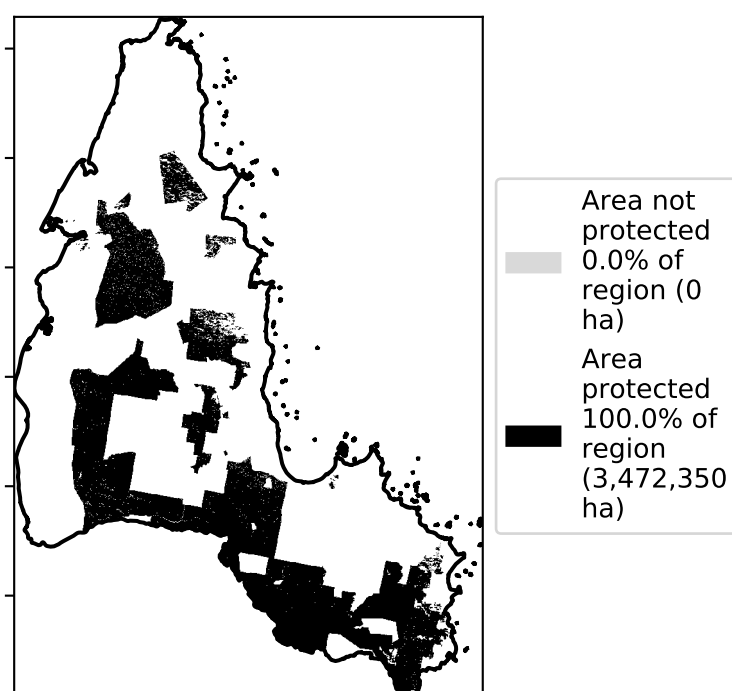 Area not
protected
0.0% of
region (0
ha)
Area
protected
100.0% of
region
(3,472,350
ha)